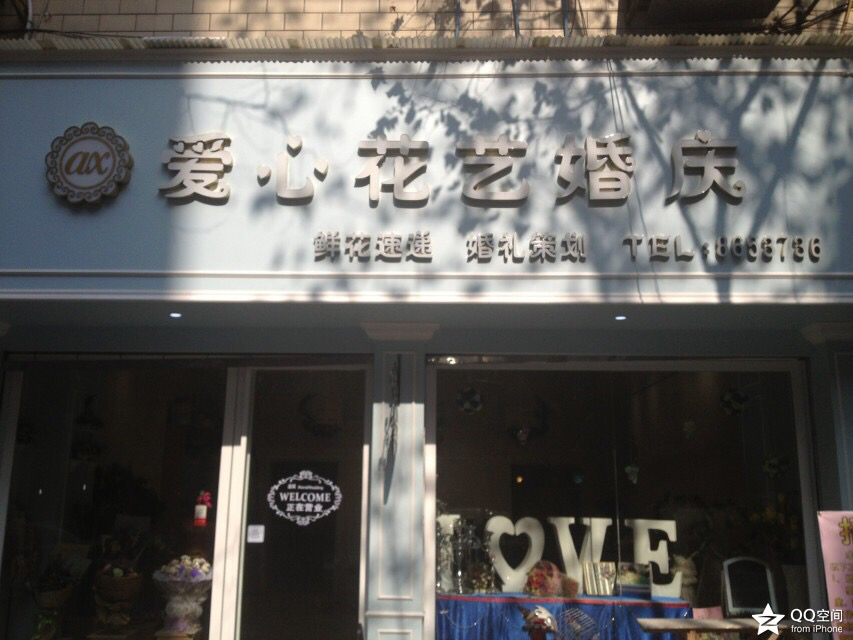 ax
爱心花艺婚庆
鲜花速递 婚礼策划 TEL:8653736
WELCOME
正在营业
LOVE
QQ空间
from iPhone